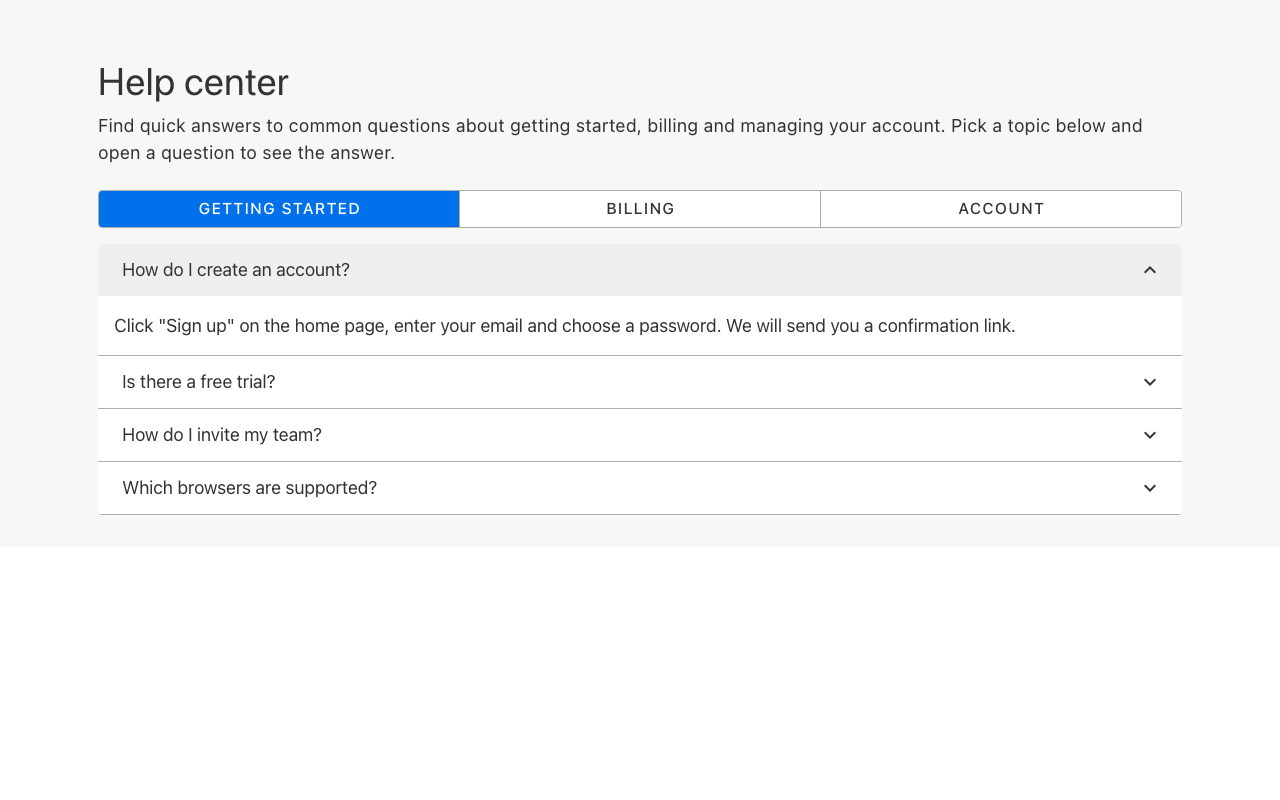 Help center
Find quick answers to common questions about getting started, billing and managing your account. Pick a topic below and
open a question to see the answer.
GETTING STARTED
BILLING
ACCOUNT
How do I create an account?
Click "Sign up" on the home page, enter your email and choose a password. We will send you a confirmation link.
Is there a free trial?
How do I invite my team?
Which browsers are supported?